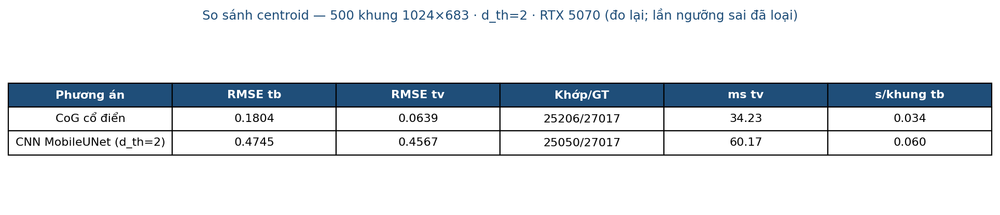 So sánh centroid — 500 khung 1024×683 · d_th=2 · RTX 5070 (đo lại; lần ngưỡng sai đã loại)
Phương án RMSE tb RMSE tv Khớp/GT ms tv s/khung tb
CoG cổ điển 0.1804 0.0639 25206/27017 34.23 0.034
CNN MobileUNet (d_th=2) 0.4745 0.4567 25050/27017 60.17 0.060